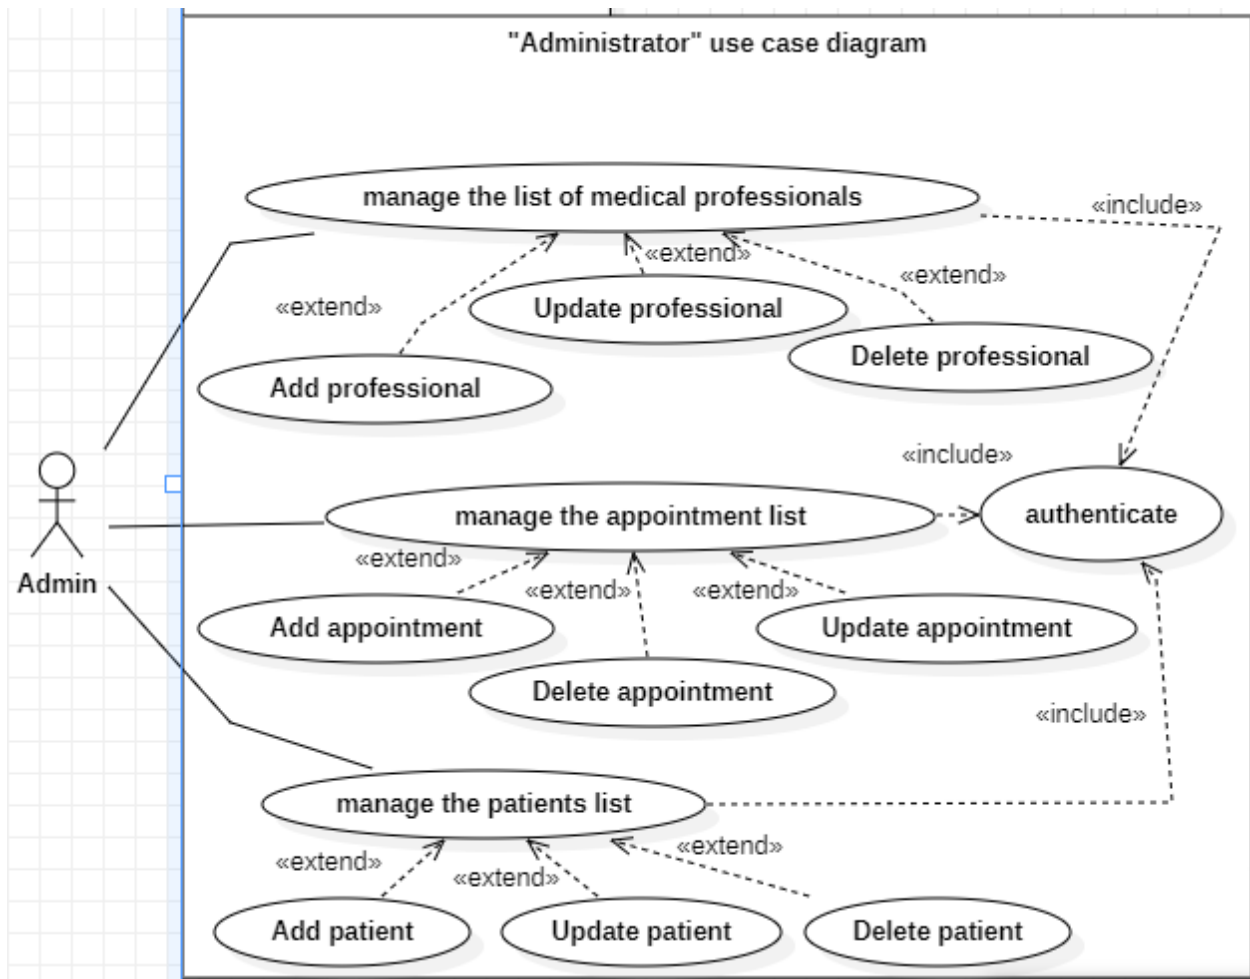 "Administrator" use case diagram
manage the list of medical professionals
«include»
«extend»
«extend»
«extend»
Update professional
Delete professional
Add professional
«include»
manage the appointment list
authenticate
«extend»
«extend»
«extend»
Admin
Add appointment
Update appointment
Delete appointment
«include»
manage the patients list
«extend»
«extend»
«extend»
Add patient
Update patient
Delete patient